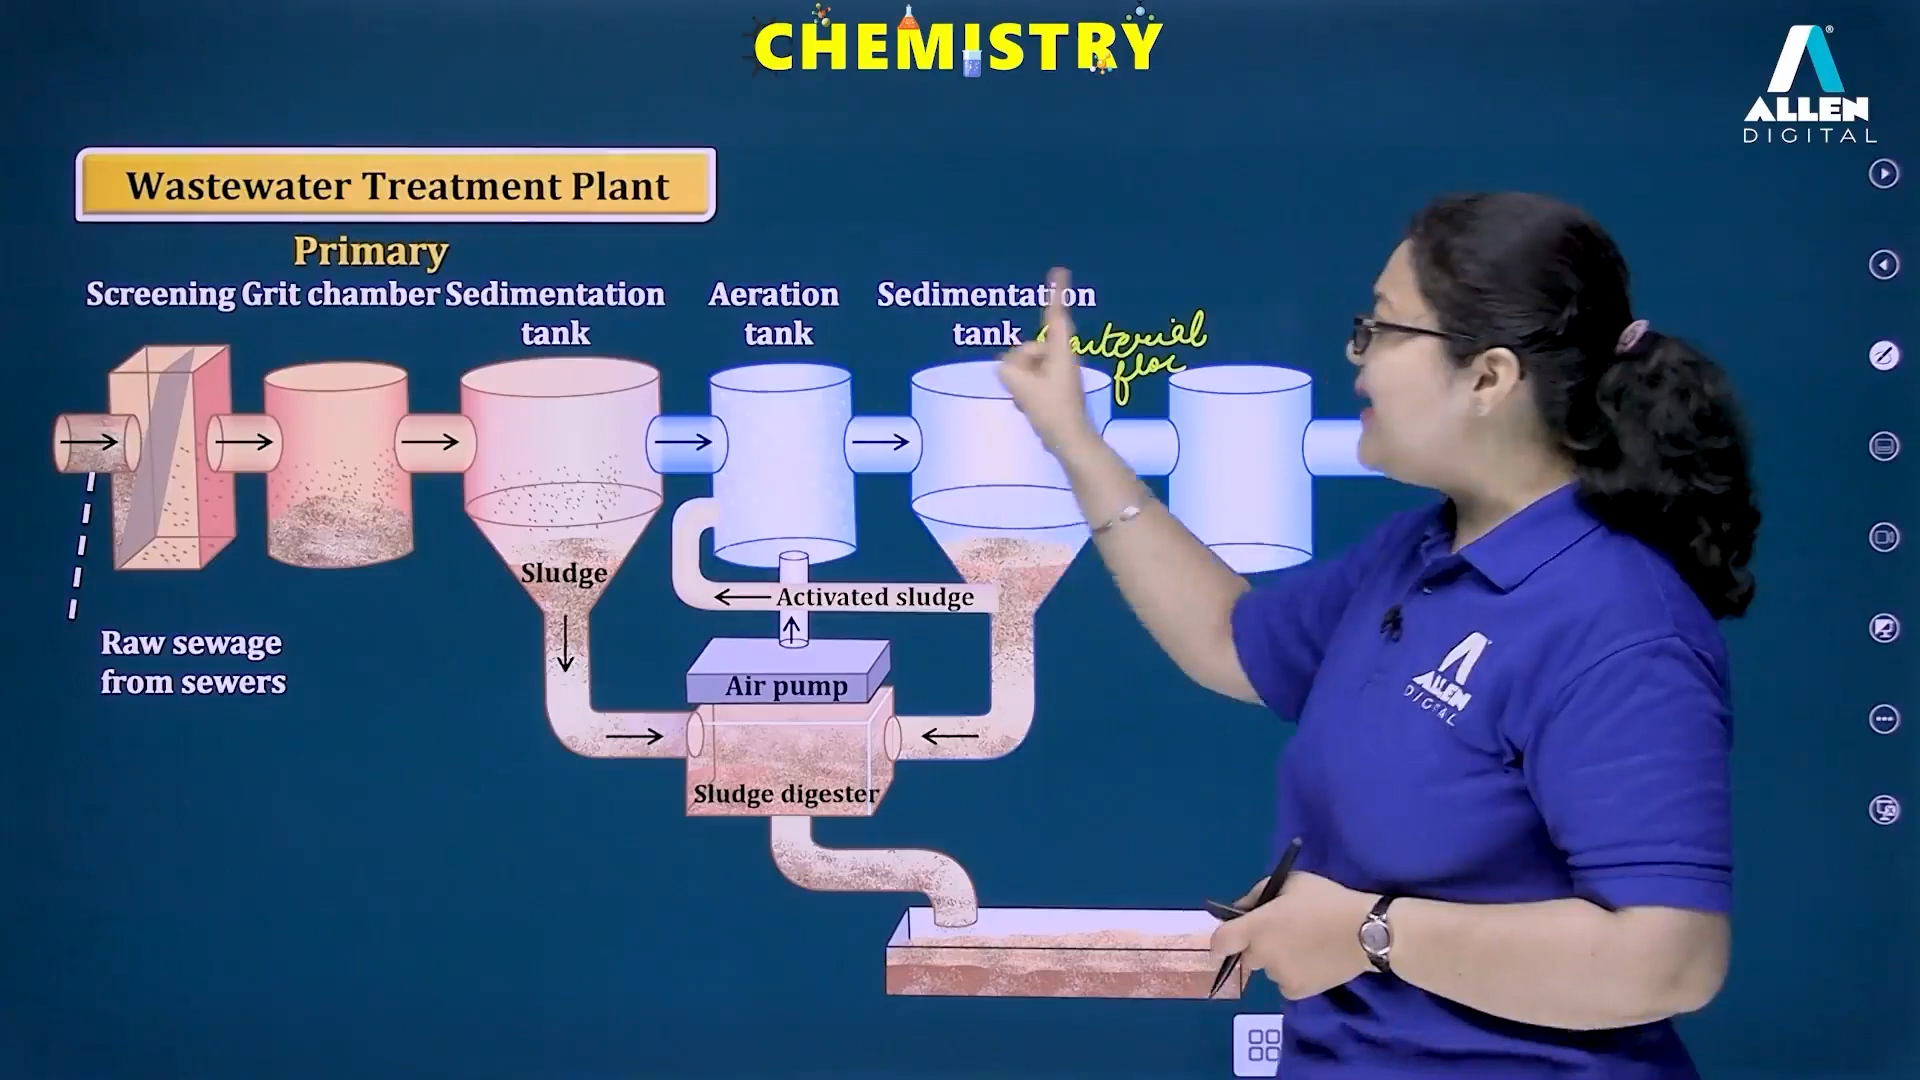 CHEMISTRY
ALLEN
DIGITAL
Wastewater Treatment Plant
Primary
Screening Grit chamber Sedimentation tank
Aeration tank
Sedimentation tank
Bacterial
floc
Sludge
Activated sludge
Raw sewage
from sewers
Air pump
Sludge digester
ALLEN
DIGITAL